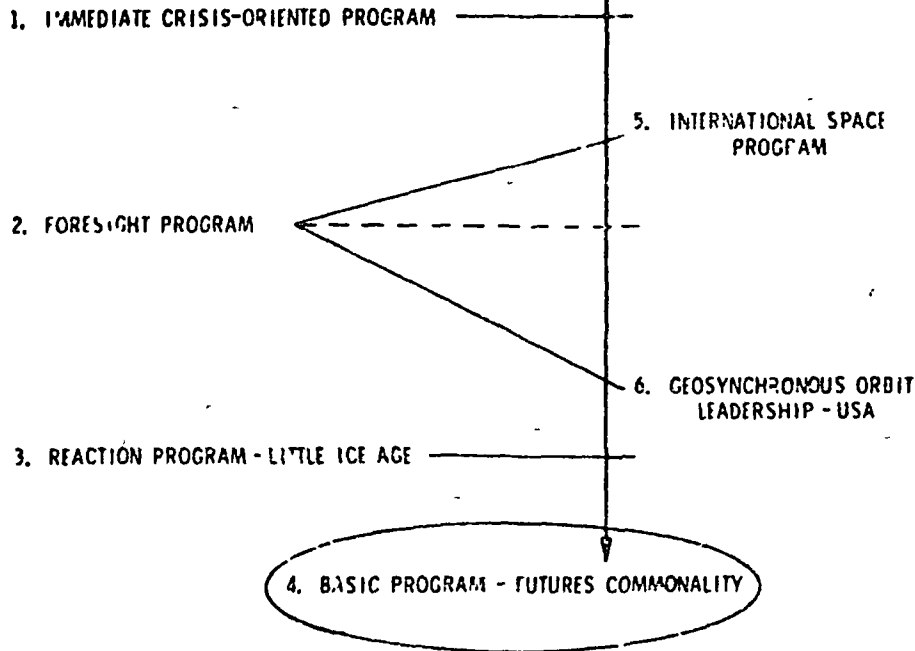 1. IMMEDIATE CRISIS-ORIENTED PROGRAM
5. INTERNATIONAL SPACE
PROGRAM
2. FORESIGHT PROGRAM
6. GEOSYNCHRONOUS ORBIT
LEADERSHIP - USA
3. REACTION PROGRAM - LITTLE ICE AGE
4. BASIC PROGRAM - FUTURES COMMONALITY